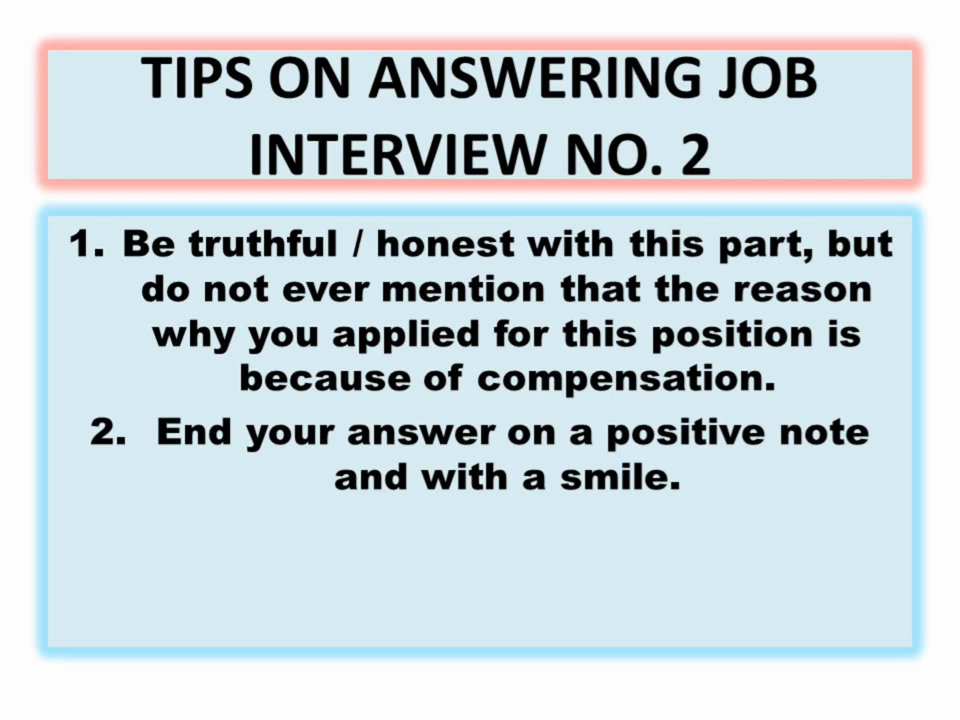 TIPS ON ANSWERING JOB
INTERVIEW NO. 2
1. Be truthful / honest with this part, but
do not ever mention that the reason
why you applied for this position is
because of compensation.
2. End your answer on a positive note
and with a smile.